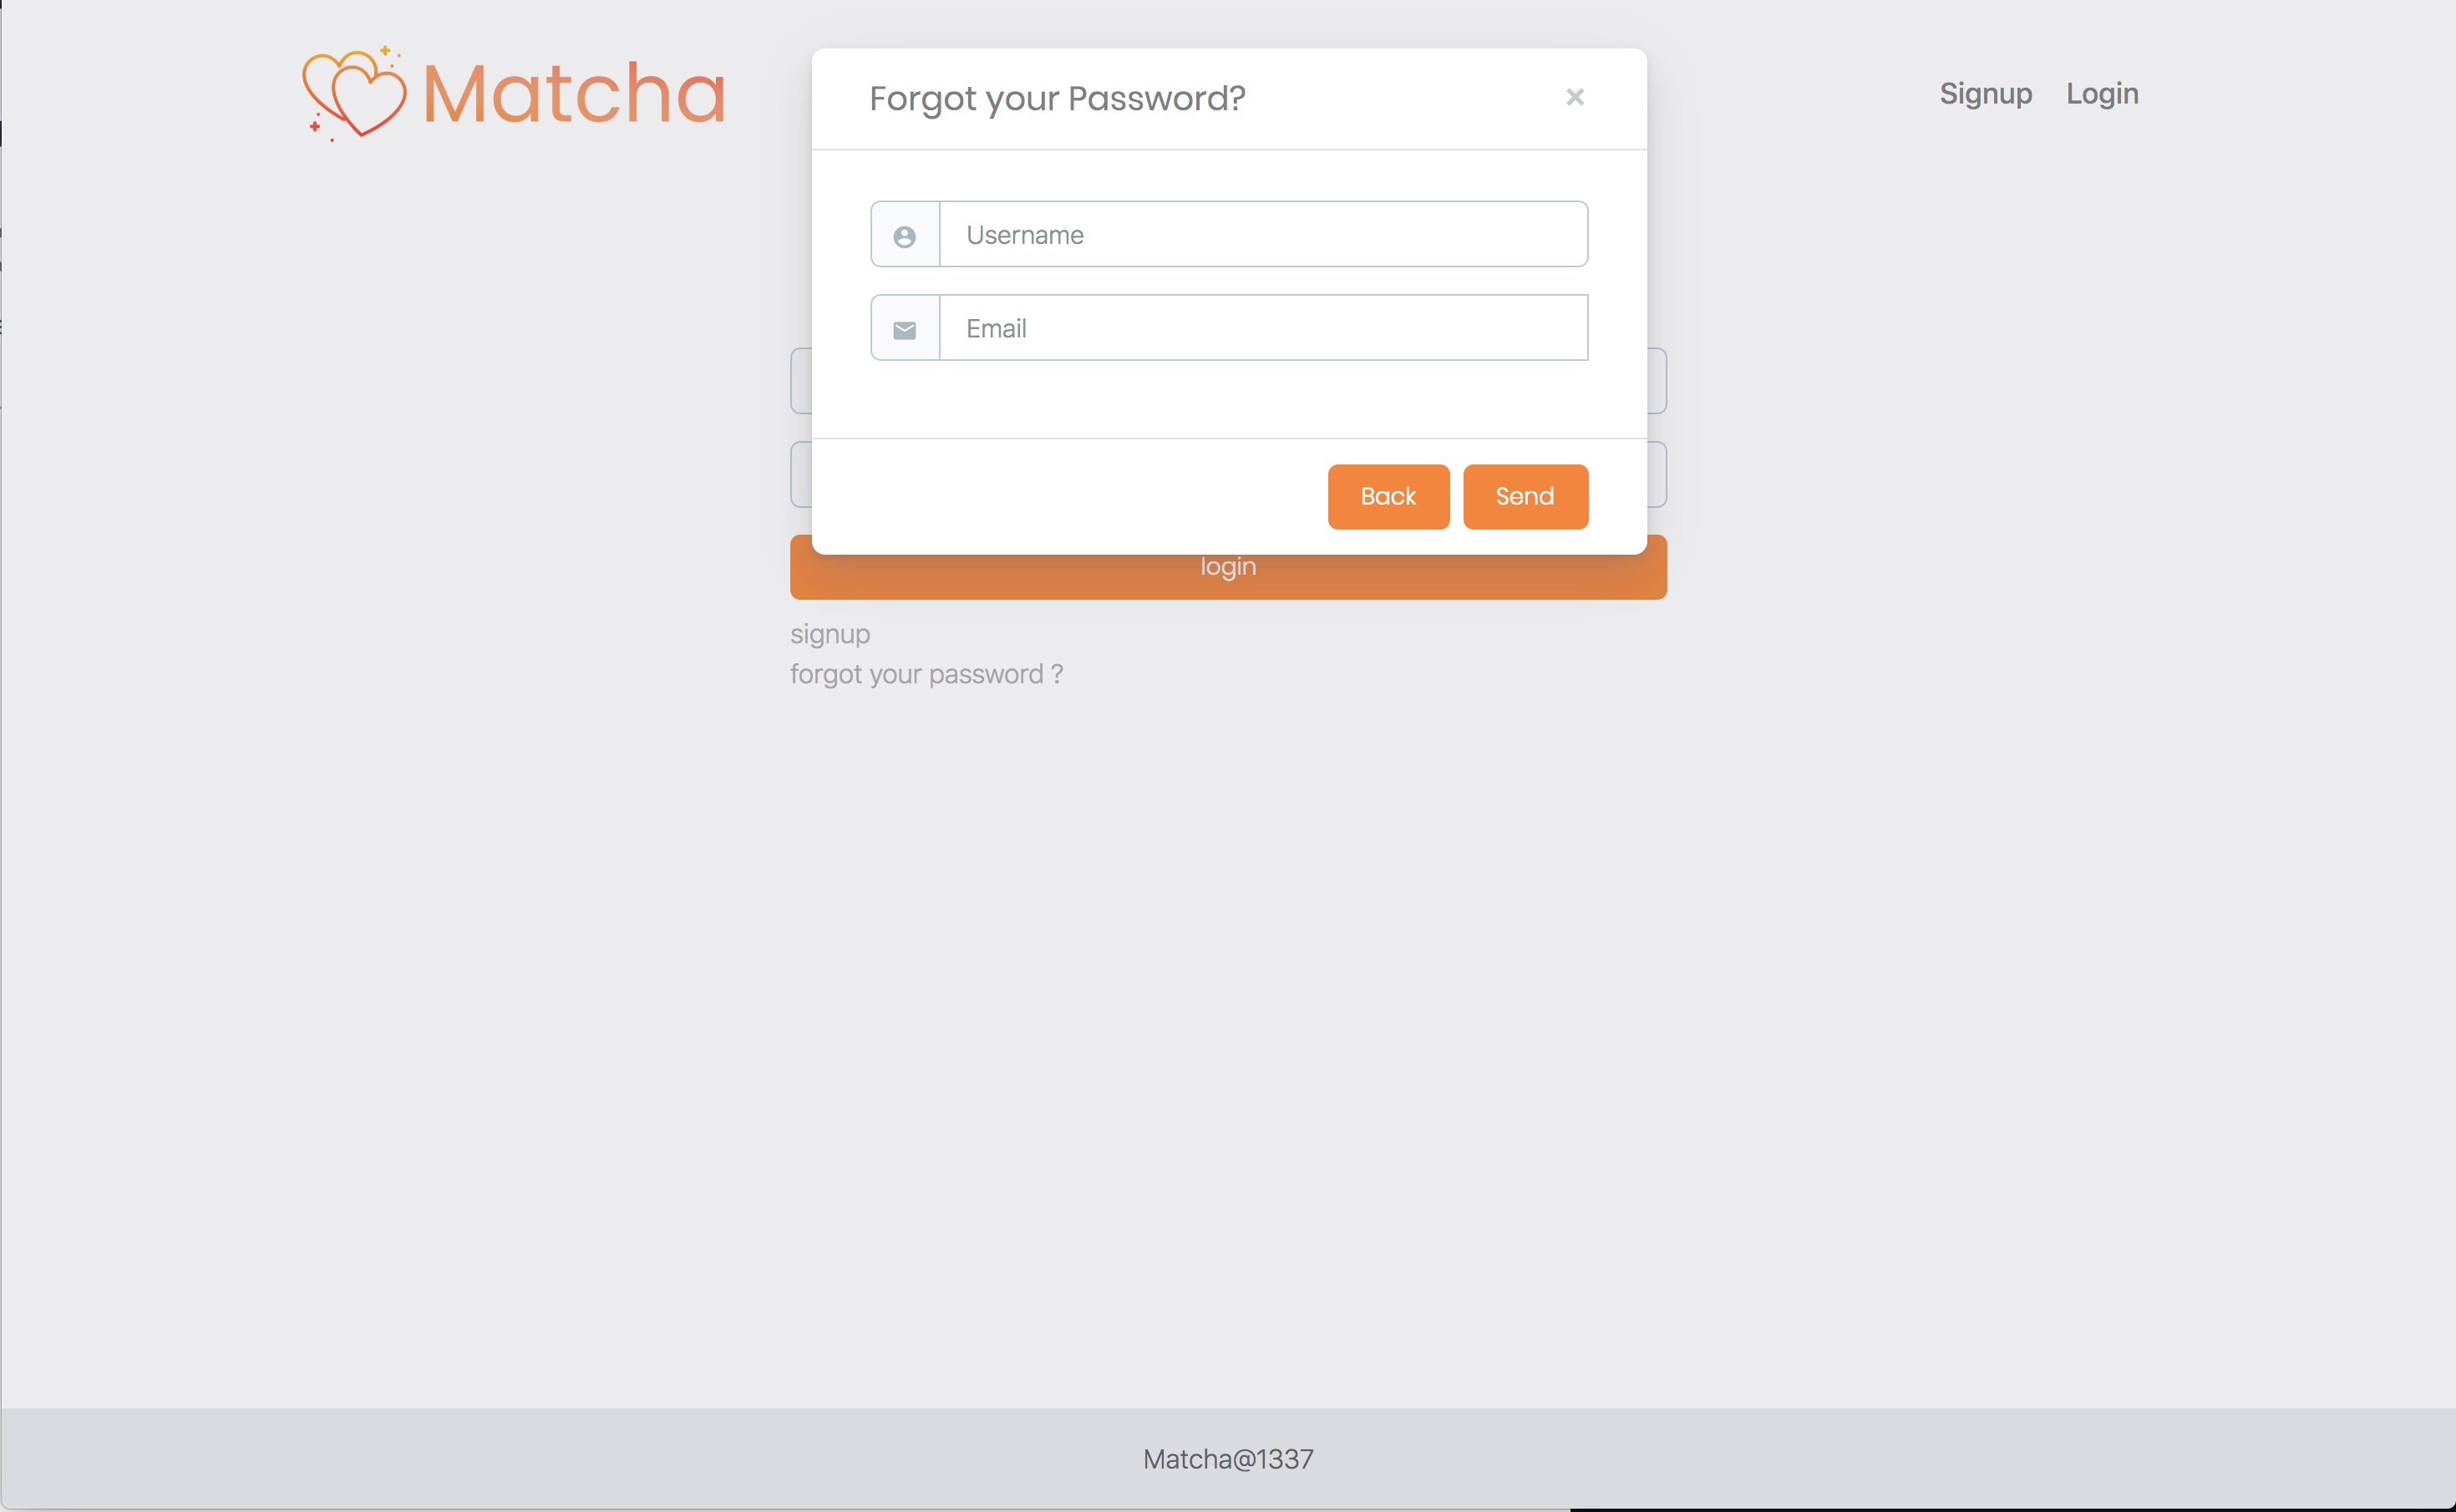 Matcha
Signup Login
Forgot your Password?
Username
Email
Back Send
login
signup
forgot your password ?
Matcha@1337